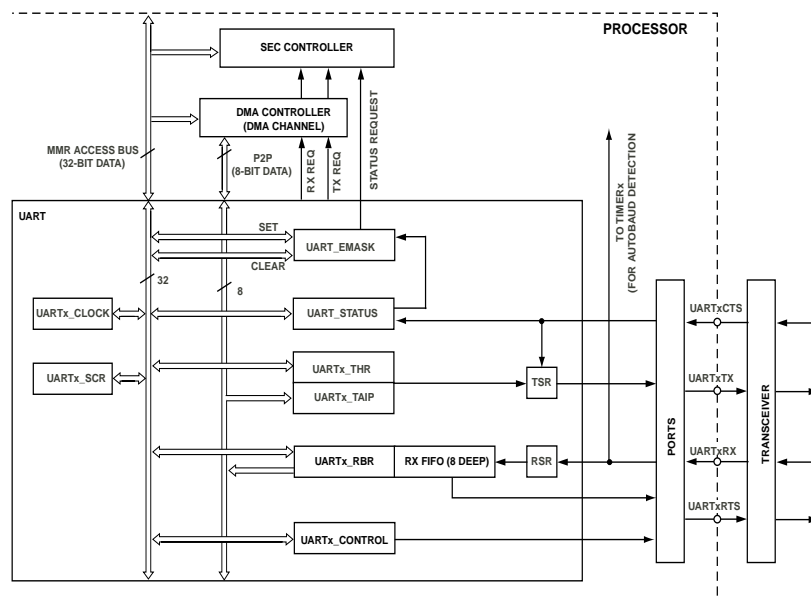 PROCESSOR
SEC CONTROLLER
DMA CONTROLLER
(DMA CHANNEL)
MMR ACCESS BUS
(32-BIT DATA)
P2P
(8-BIT DATA)
RX REQ
TX REQ
STATUS REQUEST
TO TIMERx
(FOR AUTOBAUD DETECTION)
UART
SET
UART_EMASK
CLEAR
32
8
UARTx_CLOCK
UART_STATUS
UARTxCTS
UARTx_SCR
UARTx_THR
UARTx_TAIP
TSR
UARTxTX
PORTS
TRANSCEIVER
UARTx_RBR
RX FIFO (8 DEEP)
RSR
UARTxRX
UARTxRTS
UARTx_CONTROL